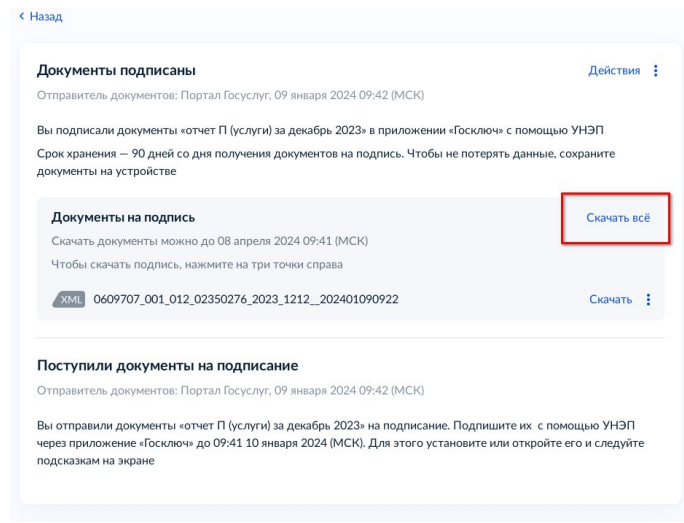 Назад
Документы подписаны
Действия
Отправитель документов: Портал Госуслуг, 09 января 2024 09:42 (МСК)
Вы подписали документы «отчет П (услуги) за декабрь 2023» в приложении «Госключ» с помощью УНЭП
Срок хранения — 90 дней со дня получения документов на подпись. Чтобы не потерять данные, сохраните
документы на устройстве
Документы на подпись
Скачать всё
Скачать документы можно до 08 апреля 2024 09:41 (МСК)
Чтобы скачать подпись, нажмите на три точки справа
XML 0609707_001_012_02350276_2023_1212__202401090922
Скачать
Поступили документы на подписание
Отправитель документов: Портал Госуслуг, 09 января 2024 09:42 (МСК)
Вы отправили документы «отчет П (услуги) за декабрь 2023» на подписание. Подпишите их с помощью УНЭП
через приложение «Госключ» до 09:41 10 января 2024 (МСК). Для этого установите или откройте его и следуйте
подсказкам на экране